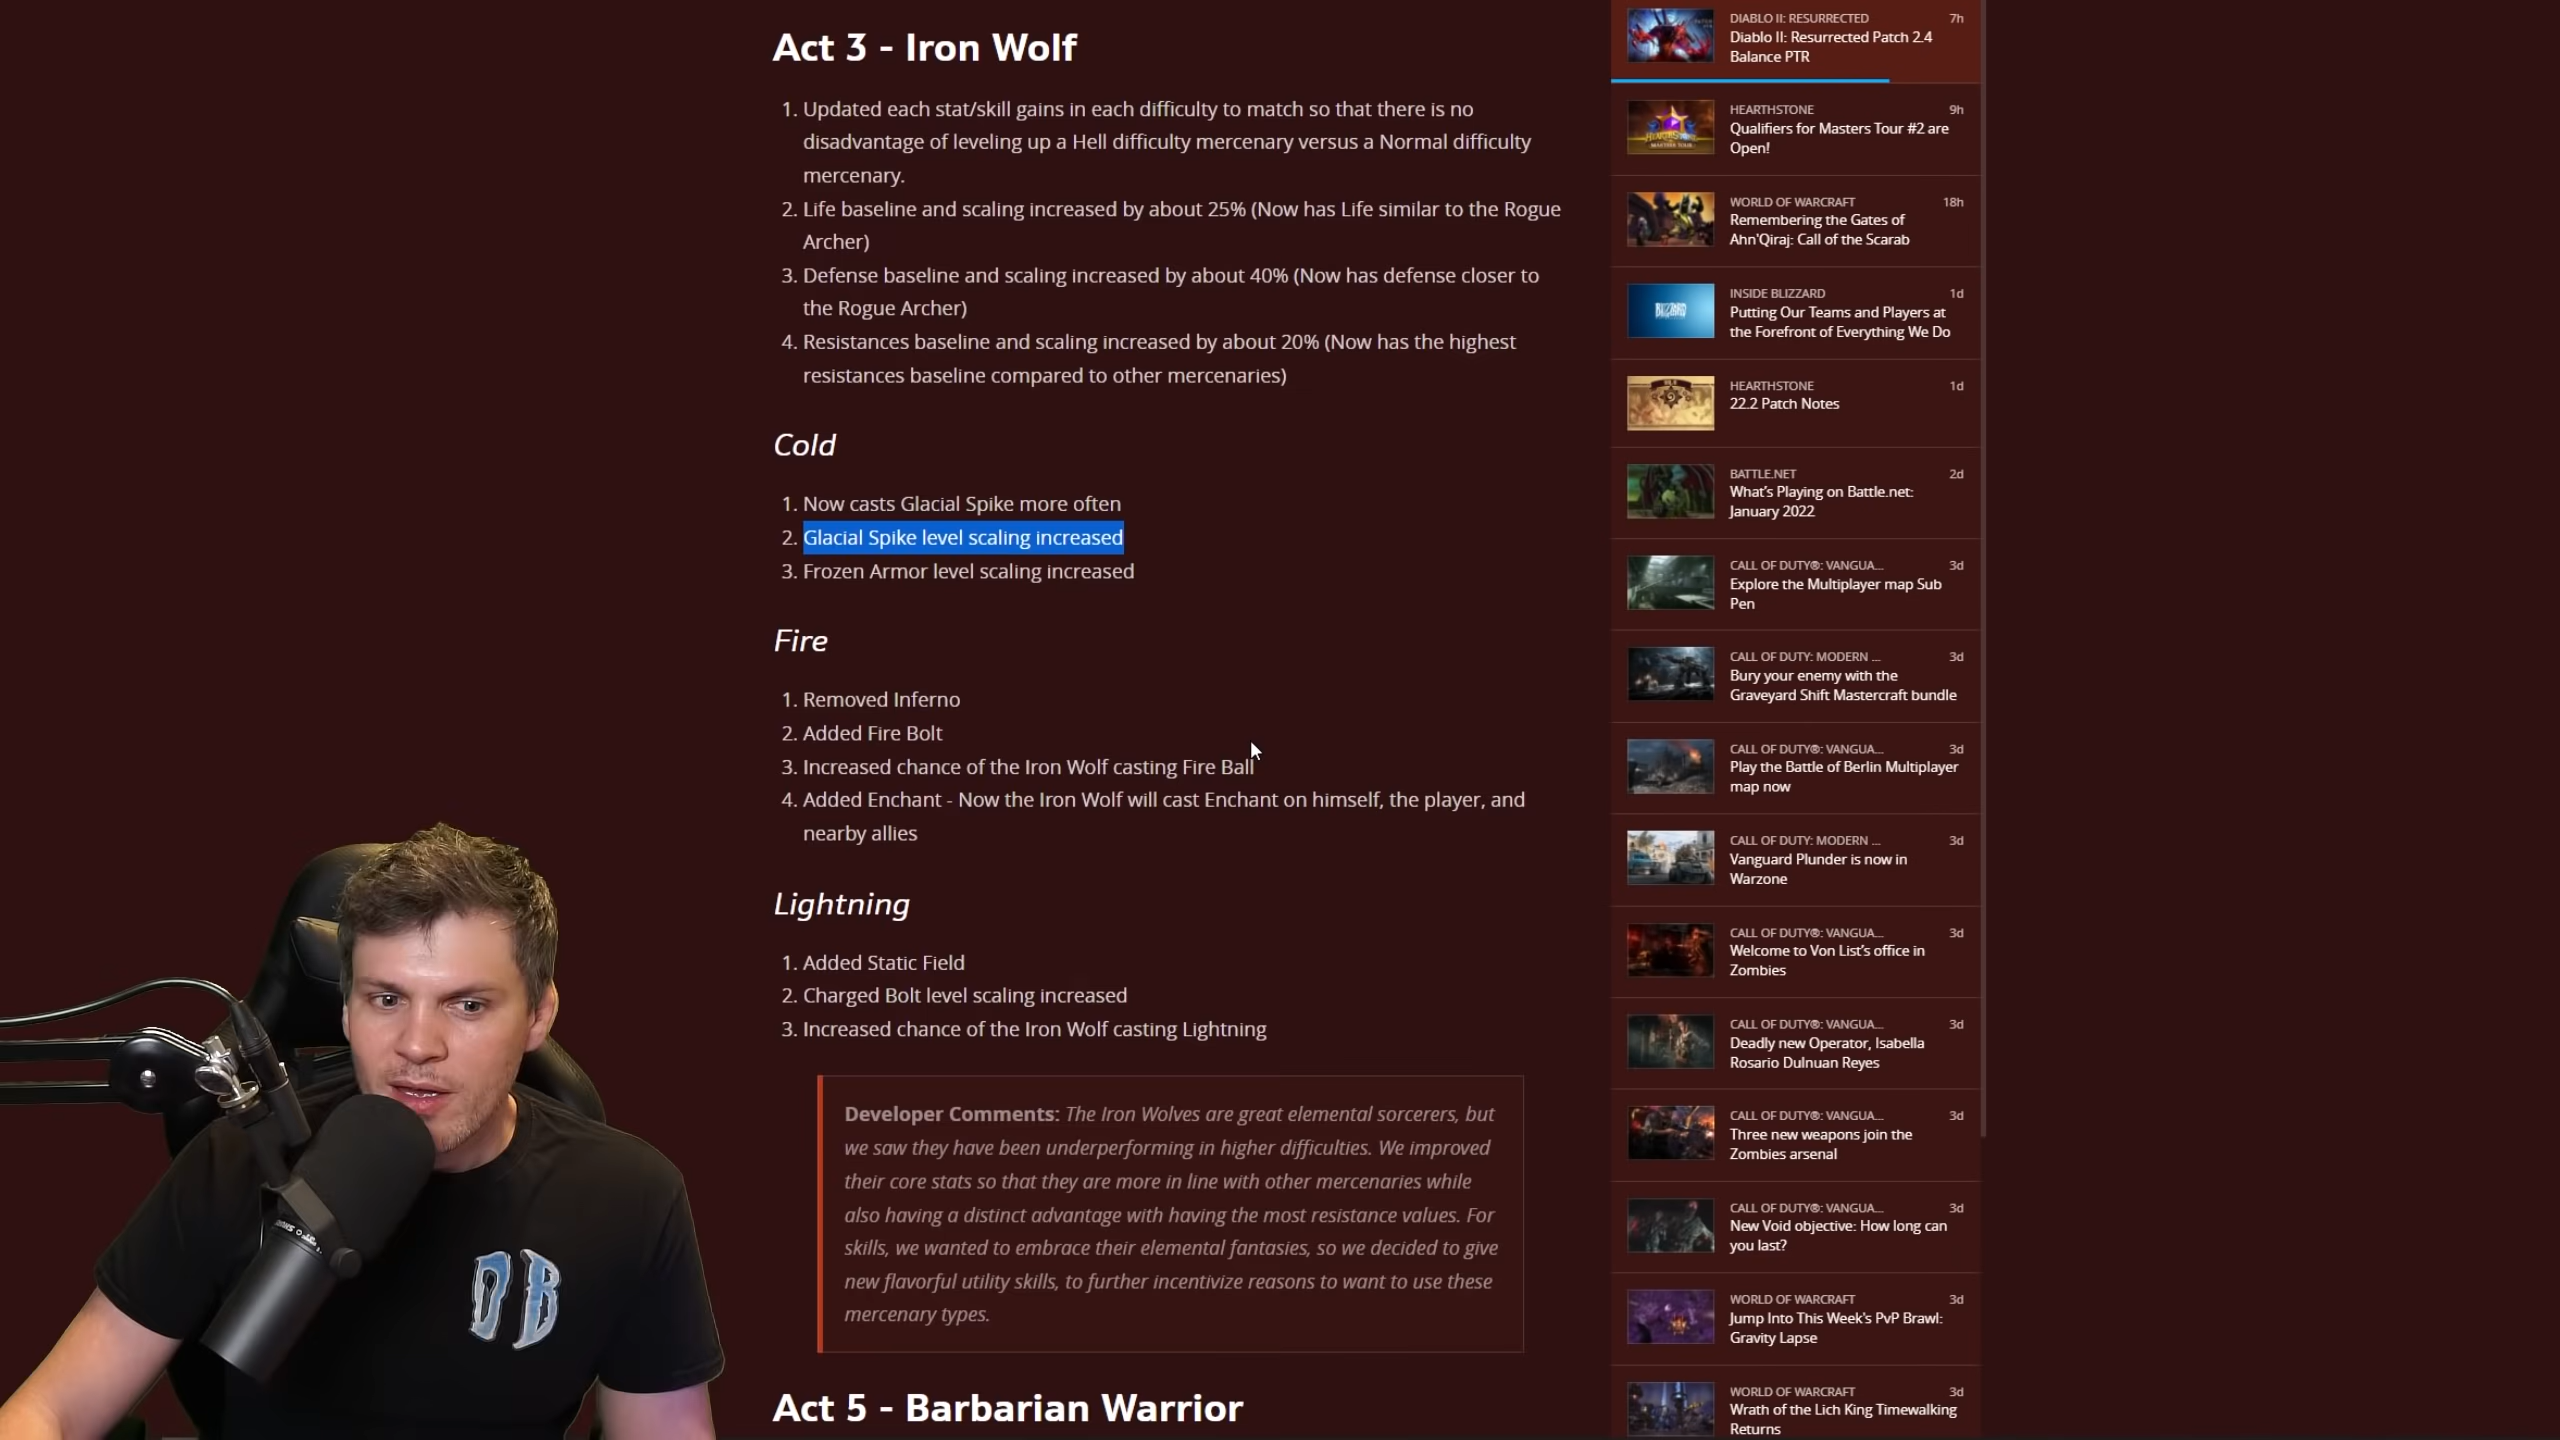 Act 3 - Iron Wolf
1. Updated each stat/skill gains in each difficulty to match so that there is no
disadvantage of leveling up a Hell difficulty mercenary versus a Normal difficulty
mercenary.
2. Life baseline and scaling increased by about 25% (Now has Life similar to the Rogue
Archer)
3. Defense baseline and scaling increased by about 40% (Now has defense closer to
the Rogue Archer)
4. Resistances baseline and scaling increased by about 20% (Now has the highest
resistances baseline compared to other mercenaries)
Cold
1. Now casts Glacial Spike more often
2. Glacial Spike level scaling increased
3. Frozen Armor level scaling increased
Fire
1. Removed Inferno
2. Added Fire Bolt
3. Increased chance of the Iron Wolf casting Fire Ball
4. Added Enchant - Now the Iron Wolf will cast Enchant on himself, the player, and
nearby allies
Lightning
1. Added Static Field
2. Charged Bolt level scaling increased
3. Increased chance of the Iron Wolf casting Lightning
Developer Comments: The Iron Wolves are great elemental sorcerers, but
we saw they have been underperforming in higher difficulties. We improved
their core stats so that they are more in line with other mercenaries while
also having a distinct advantage with having the most resistance values. For
skills, we wanted to embrace their elemental fantasies, so we decided to give
new flavorful utility skills, to further incentivize reasons to want to use these
mercenary types.
Act 5 - Barbarian Warrior
DIABLO II: RESURRECTED 7h
Diablo II: Resurrected Patch 2.4
Balance PTR
HEARTHSTONE 9h
Qualifiers for Masters Tour #2 are
Open!
WORLD OF WARCRAFT 18h
Remembering the Gates of
Ahn'Qiraj: Call of the Scarab
INSIDE BLIZZARD 1d
Putting Our Teams and Players at
the Forefront of Everything We Do
BLIZZARD
HEARTHSTONE 1d
22.2 Patch Notes
BATTLE.NET 2d
What's Playing on Battle.net:
January 2022
CALL OF DUTY®: VANGUA... 3d
Explore the Multiplayer map Sub
Pen
CALL OF DUTY: MODERN ... 3d
Bury your enemy with the
Graveyard Shift Mastercraft bundle
CALL OF DUTY®: VANGUA... 3d
Play the Battle of Berlin Multiplayer
map now
CALL OF DUTY: MODERN ... 3d
Vanguard Plunder is now in
Warzone
CALL OF DUTY®: VANGUA... 3d
Welcome to Von List's office in
Zombies
CALL OF DUTY®: VANGUA... 3d
Deadly new Operator, Isabella
Rosario Dulnuan Reyes
CALL OF DUTY®: VANGUA... 3d
Three new weapons join the
Zombies arsenal
CALL OF DUTY®: VANGUA... 3d
New Void objective: How long can
you last?
WORLD OF WARCRAFT 3d
Jump Into This Week's PvP Brawl:
Gravity Lapse
WORLD OF WARCRAFT 3d
Wrath of the Lich King Timewalking
Returns
DB